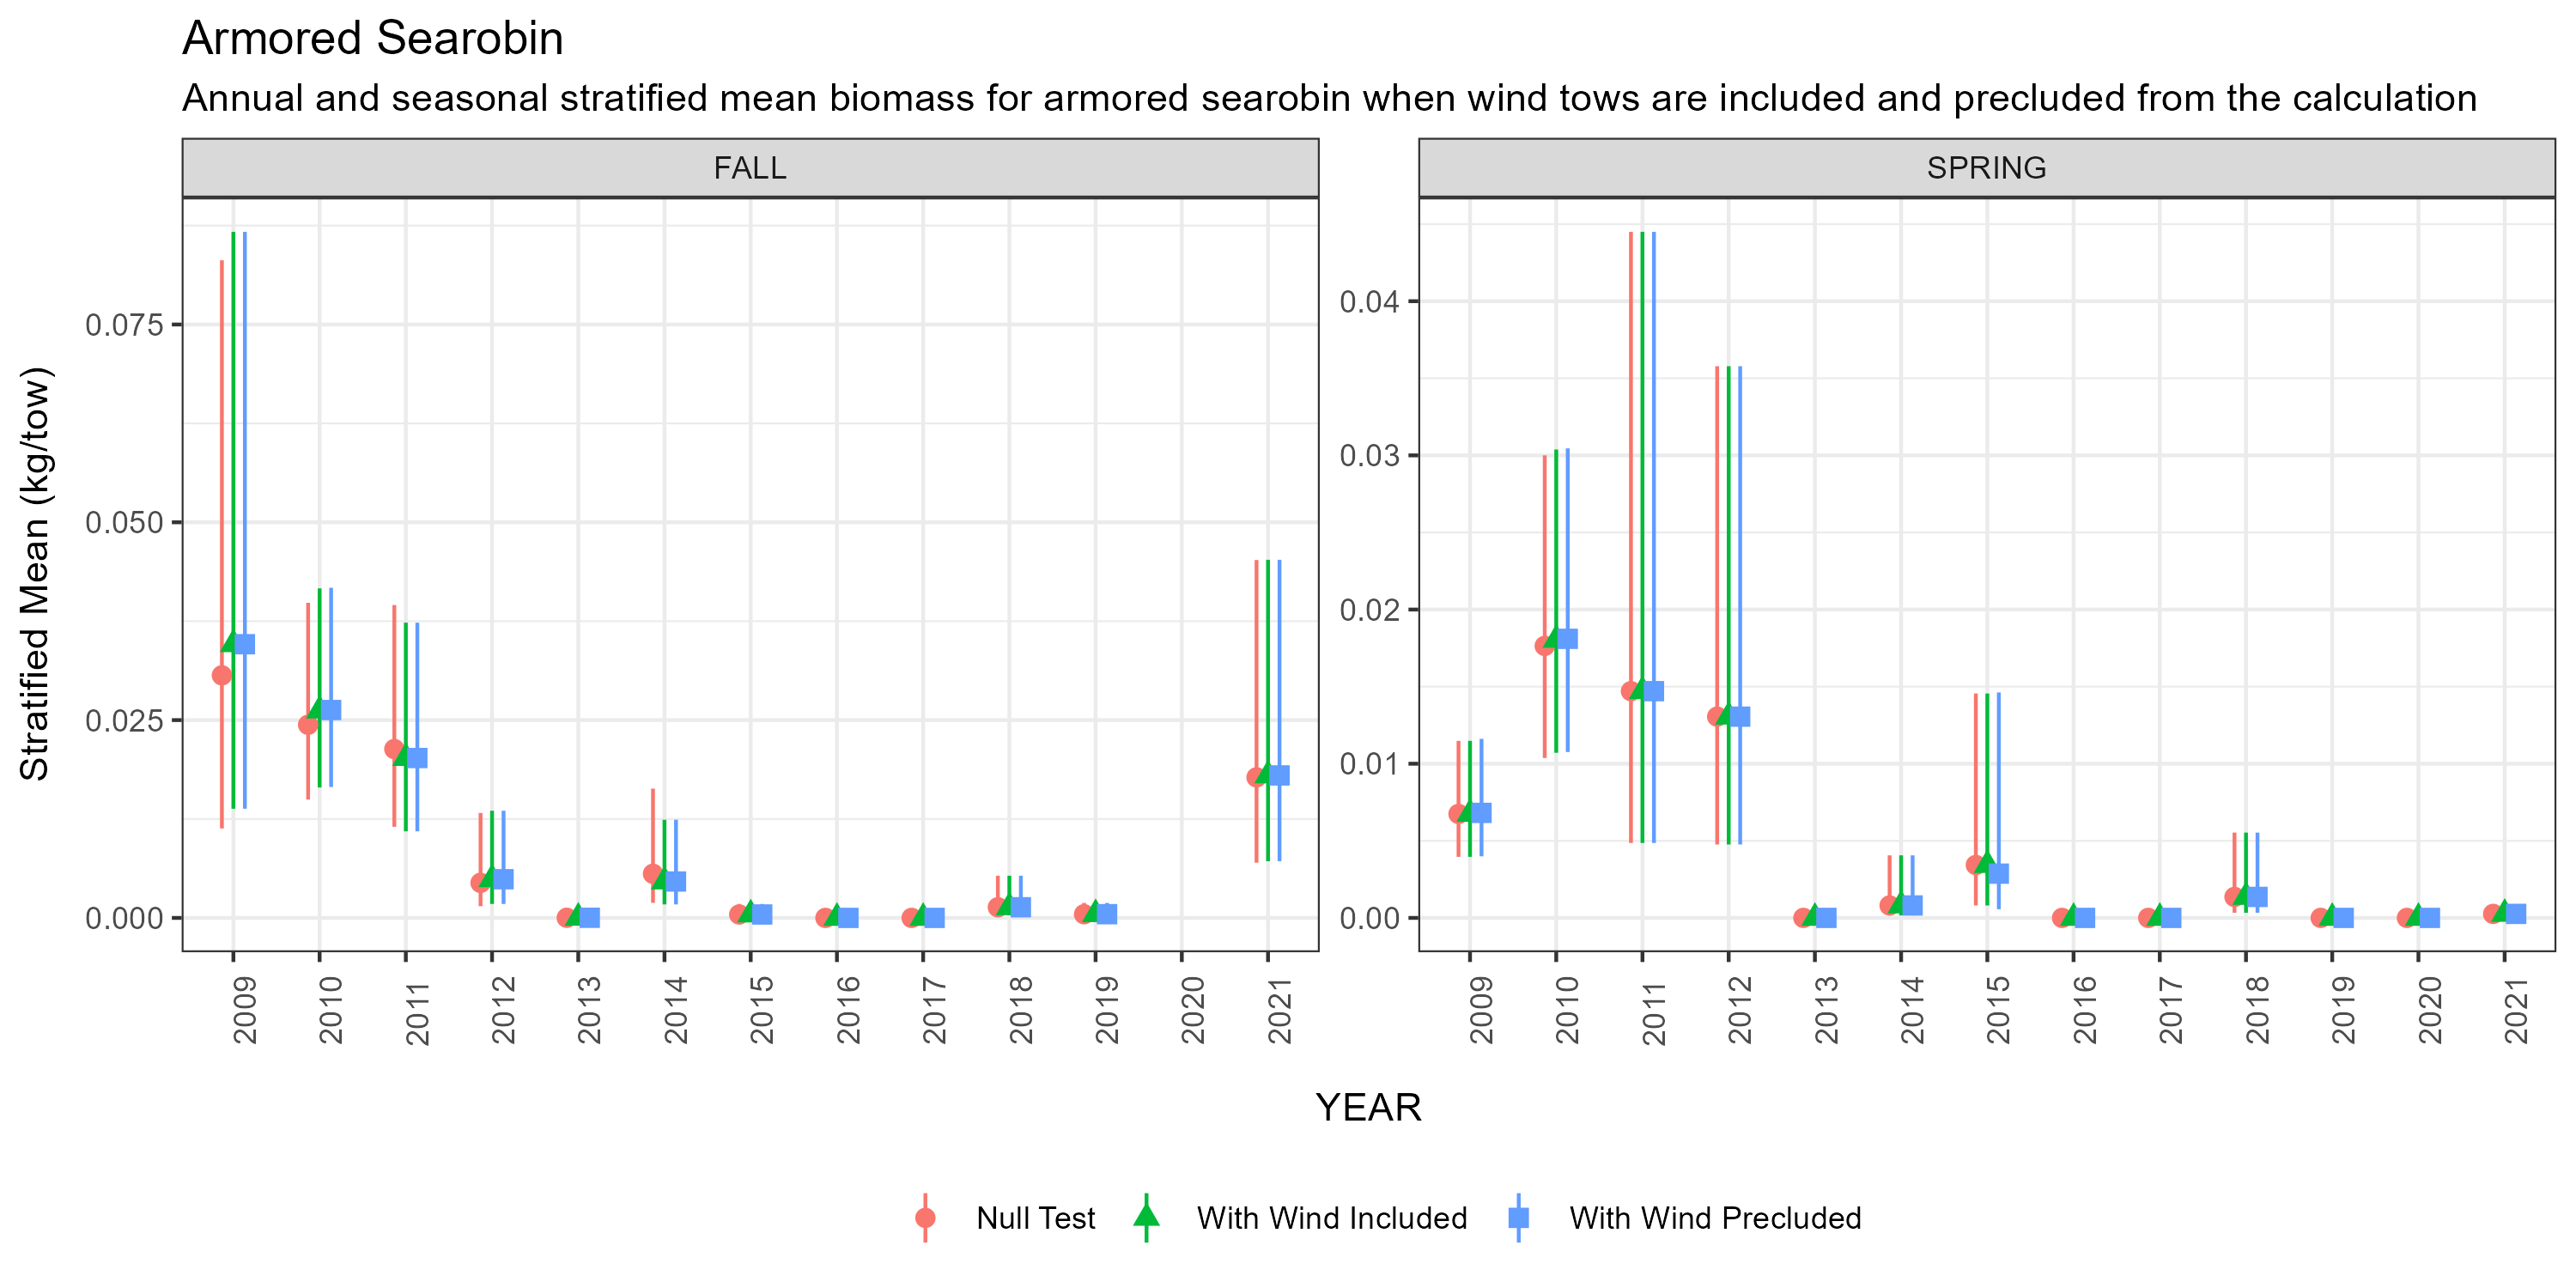 Armored Searobin
Annual and seasonal stratified mean biomass for armored searobin when wind tows are included and precluded from the calculation
FALL
SPRING
Stratified Mean (kg/tow)
0.075
0.050
0.025
0.000
0.04
0.03
0.02
0.01
0.00
2009 2010 2011 2012 2013 2014 2015 2016 2017 2018 2019 2020 2021
2009 2010 2011 2012 2013 2014 2015 2016 2017 2018 2019 2020 2021
YEAR
Null Test With Wind Included With Wind Precluded